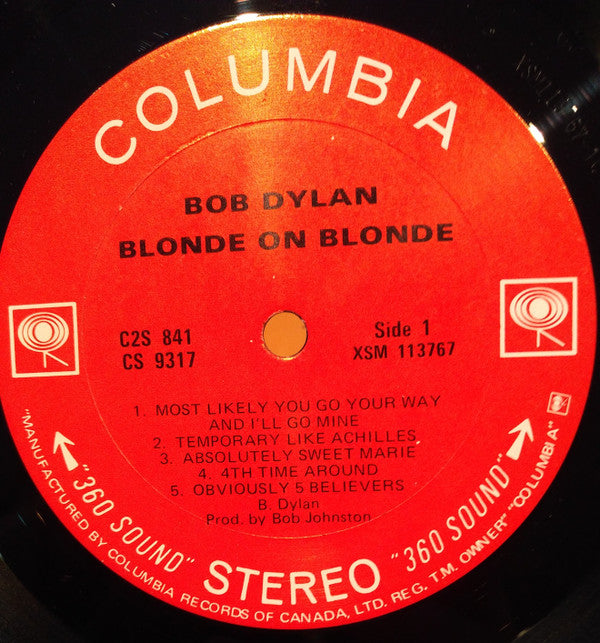 COLUMBIA
BOB DYLAN
BLONDE ON BLONDE
C2S 841
CS 9317
Side 1
XSM 113767
1. MOST LIKELY YOU GO YOUR WAY
AND I'LL GO MINE
2. TEMPORARY LIKE ACHILLES
3. ABSOLUTELY SWEET MARIE
4. 4TH TIME AROUND
5. OBVIOUSLY 5 BELIEVERS
B. Dylan
Prod. by Bob Johnston
"360 SOUND" STEREO "360 SOUND"
"MANUFACTURED BY COLUMBIA RECORDS OF CANADA, LTD. REG. T.M. OWNER" "COLUMBIA"